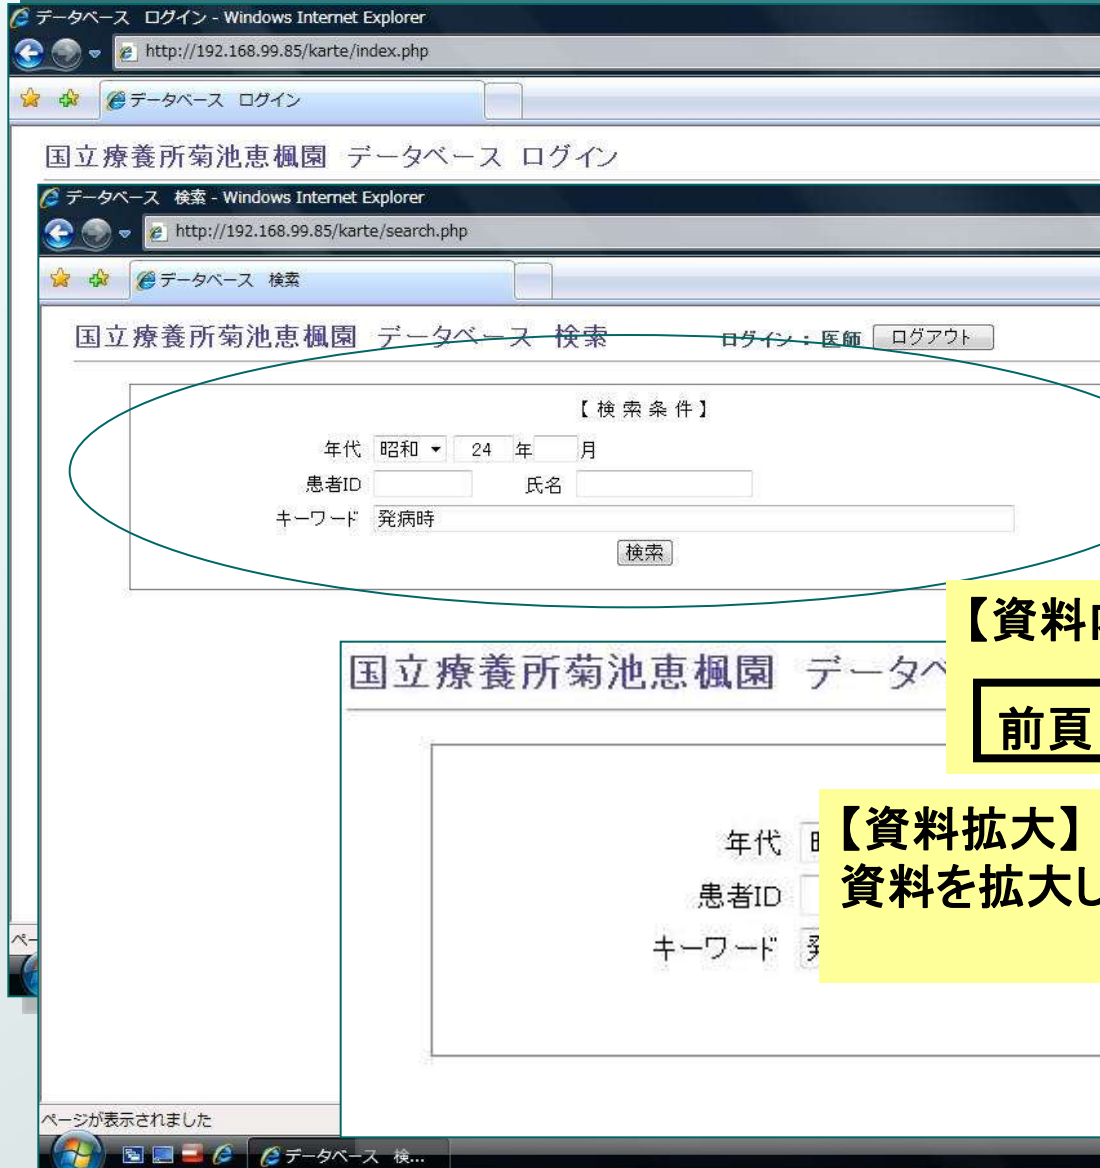 データベース ログイン - Windows Internet Explorer
http://192.168.99.85/karte/index.php
データベース ログイン
国立療養所菊池恵楓園 データベース ログイン
データベース 検索 - Windows Internet Explorer
http://192.168.99.85/karte/search.php
データベース 検索
国立療養所菊池恵楓園 データベース 検索 ログイン:医師 ログアウト
【検索条件】
年代 昭和 24 年 月
患者ID 氏名
キーワード 発病時
検索
【資料
国立療養所菊池恵楓園 データベ
前頁
年代
【資料拡大】
患者ID
資料を拡大し
キーワード
ペー
ページが表示されました
データベース 検...